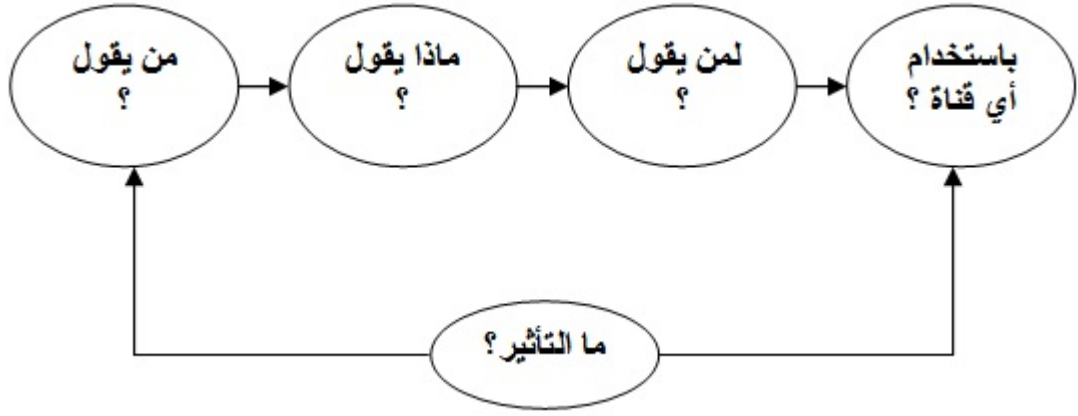 من يقول
؟
ماذا يقول
؟
لمن يقول
؟
باستخدام
أي قناة ؟
ما التأثير؟